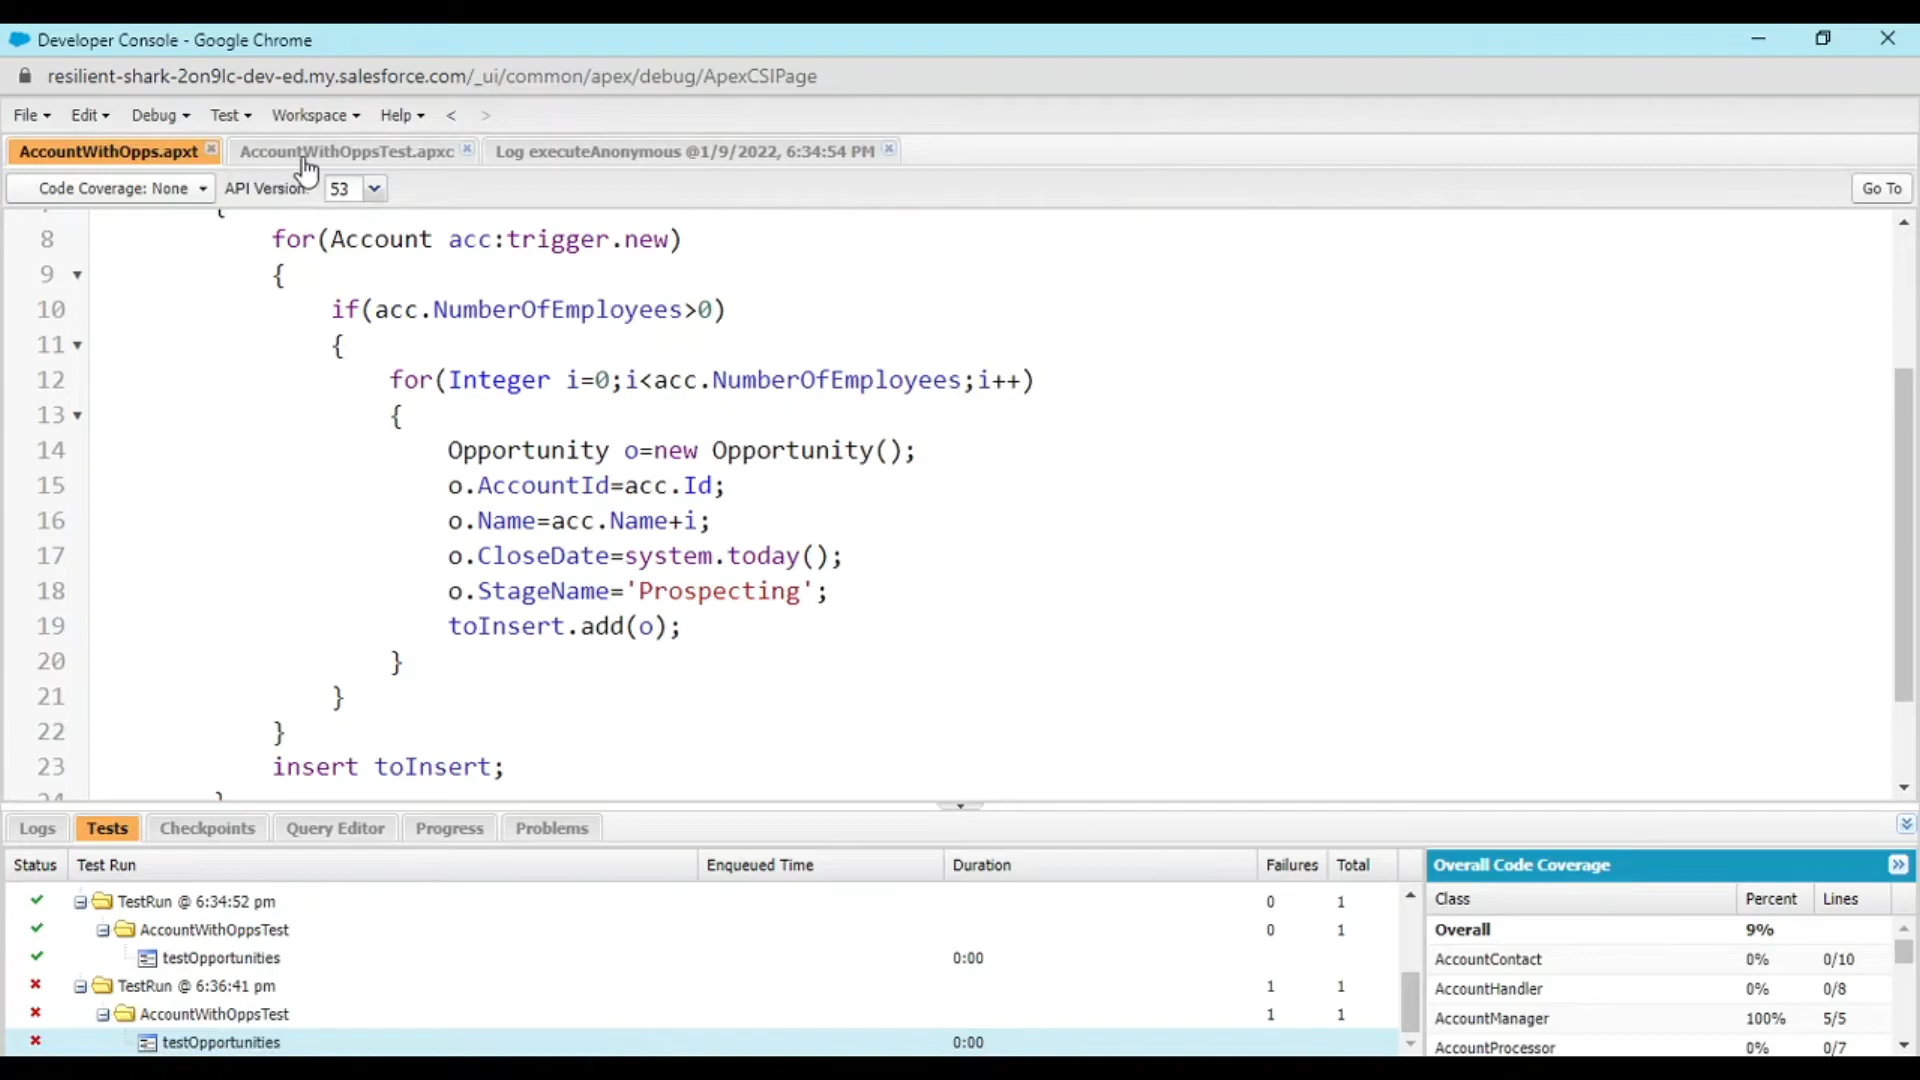 Developer Console - Google Chrome
resilient-shark-2on9lc-dev-ed.my.salesforce.com/_ui/common/apex/debug/ApexCSIPage
File Edit Debug Test Workspace Help < >
AccountWithOpps.apxt AccountWithOppsTest.apxc Log executeAnonymous @1/9/2022, 6:34:54 PM
Code Coverage: None API Version: 53 Go To
{
8 for(Account acc:trigger.new)
9 {
10 if(acc.NumberOfEmployees>0)
11 {
12 for(Integer i=0;i<acc.NumberOfEmployees;i++)
13 {
14 Opportunity o=new Opportunity();
15 o.AccountId=acc.Id;
16 o.Name=acc.Name+i;
17 o.CloseDate=system.today();
18 o.StageName='Prospecting';
19 toInsert.add(o);
20 }
21 }
22 }
23 insert toInsert;
24 }
Logs Tests Checkpoints Query Editor Progress Problems
Status Test Run Enqueued Time Duration Failures Total
TestRun @ 6:34:52 pm 0 1
AccountWithOppsTest 0 1
testOpportunities 0:00
TestRun @ 6:36:41 pm 1 1
AccountWithOppsTest 1 1
testOpportunities 0:00
Overall Code Coverage
Class Percent Lines
Overall 9%
AccountContact 0% 0/10
AccountHandler 0% 0/8
AccountManager 100% 5/5
AccountProcessor 0% 0/7